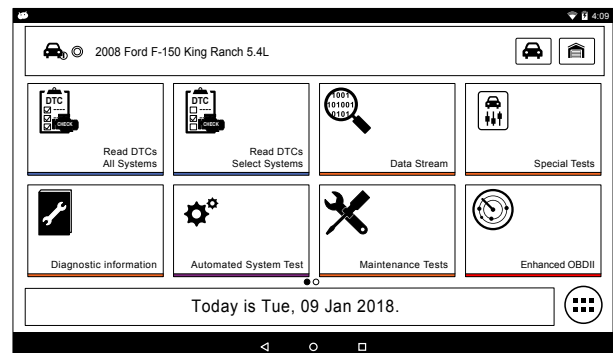 4:09
2008 Ford F-150 King Ranch 5.4L
DTC
CHECK
Read DTCs
All Systems
DTC
CHECK
Read DTCs
Select Systems
1001
101001
0101
Data Stream
Special Tests
Diagnostic information
Automated System Test
Maintenance Tests
Enhanced OBDII
Today is Tue, 09 Jan 2018.